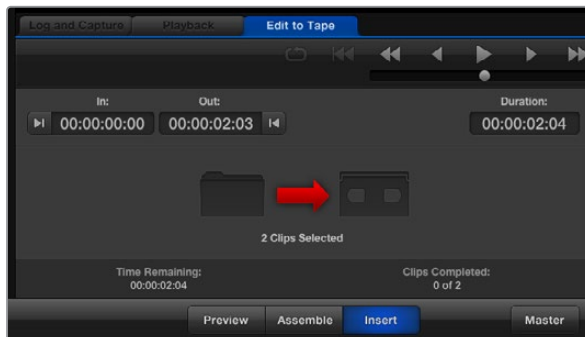 Log and Capture Playback Edit to Tape
In: Out: Duration:
00:00:00:00 00:00:02:03 00:00:02:04
2 Clips Selected
Time Remaining: Clips Completed:
00:00:02:04 0 of 2
Preview Assemble Insert Master